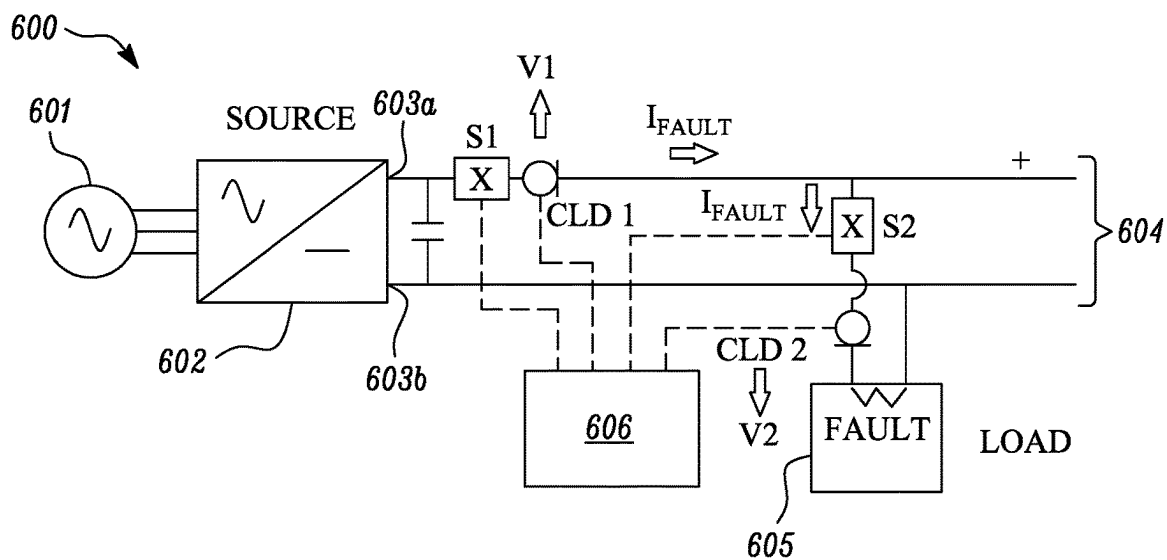 600
601
SOURCE
603a
V1
S1
X
CLD 1
I_FAULT
+
I_FAULT
X
S2
604
602
603b
606
CLD 2
V2
FAULT
LOAD
605